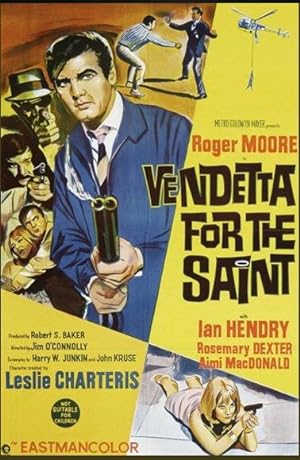 METRO GOLDWYN MAYER presents
Roger MOORE
in
VENDETTA
FOR THE
SAINT
with
Ian HENDRY
Rosemary DEXTER
Aimi MACDONALD
Produced by Robert S. BAKER
Directed by Jim O'CONNOLLY
Screenplay by Harry W. JUNKIN and John KRUSE
Character created by
Leslie CHARTERIS
NOT
SUITABLE FOR
CHILDREN
in EASTMANCOLOR